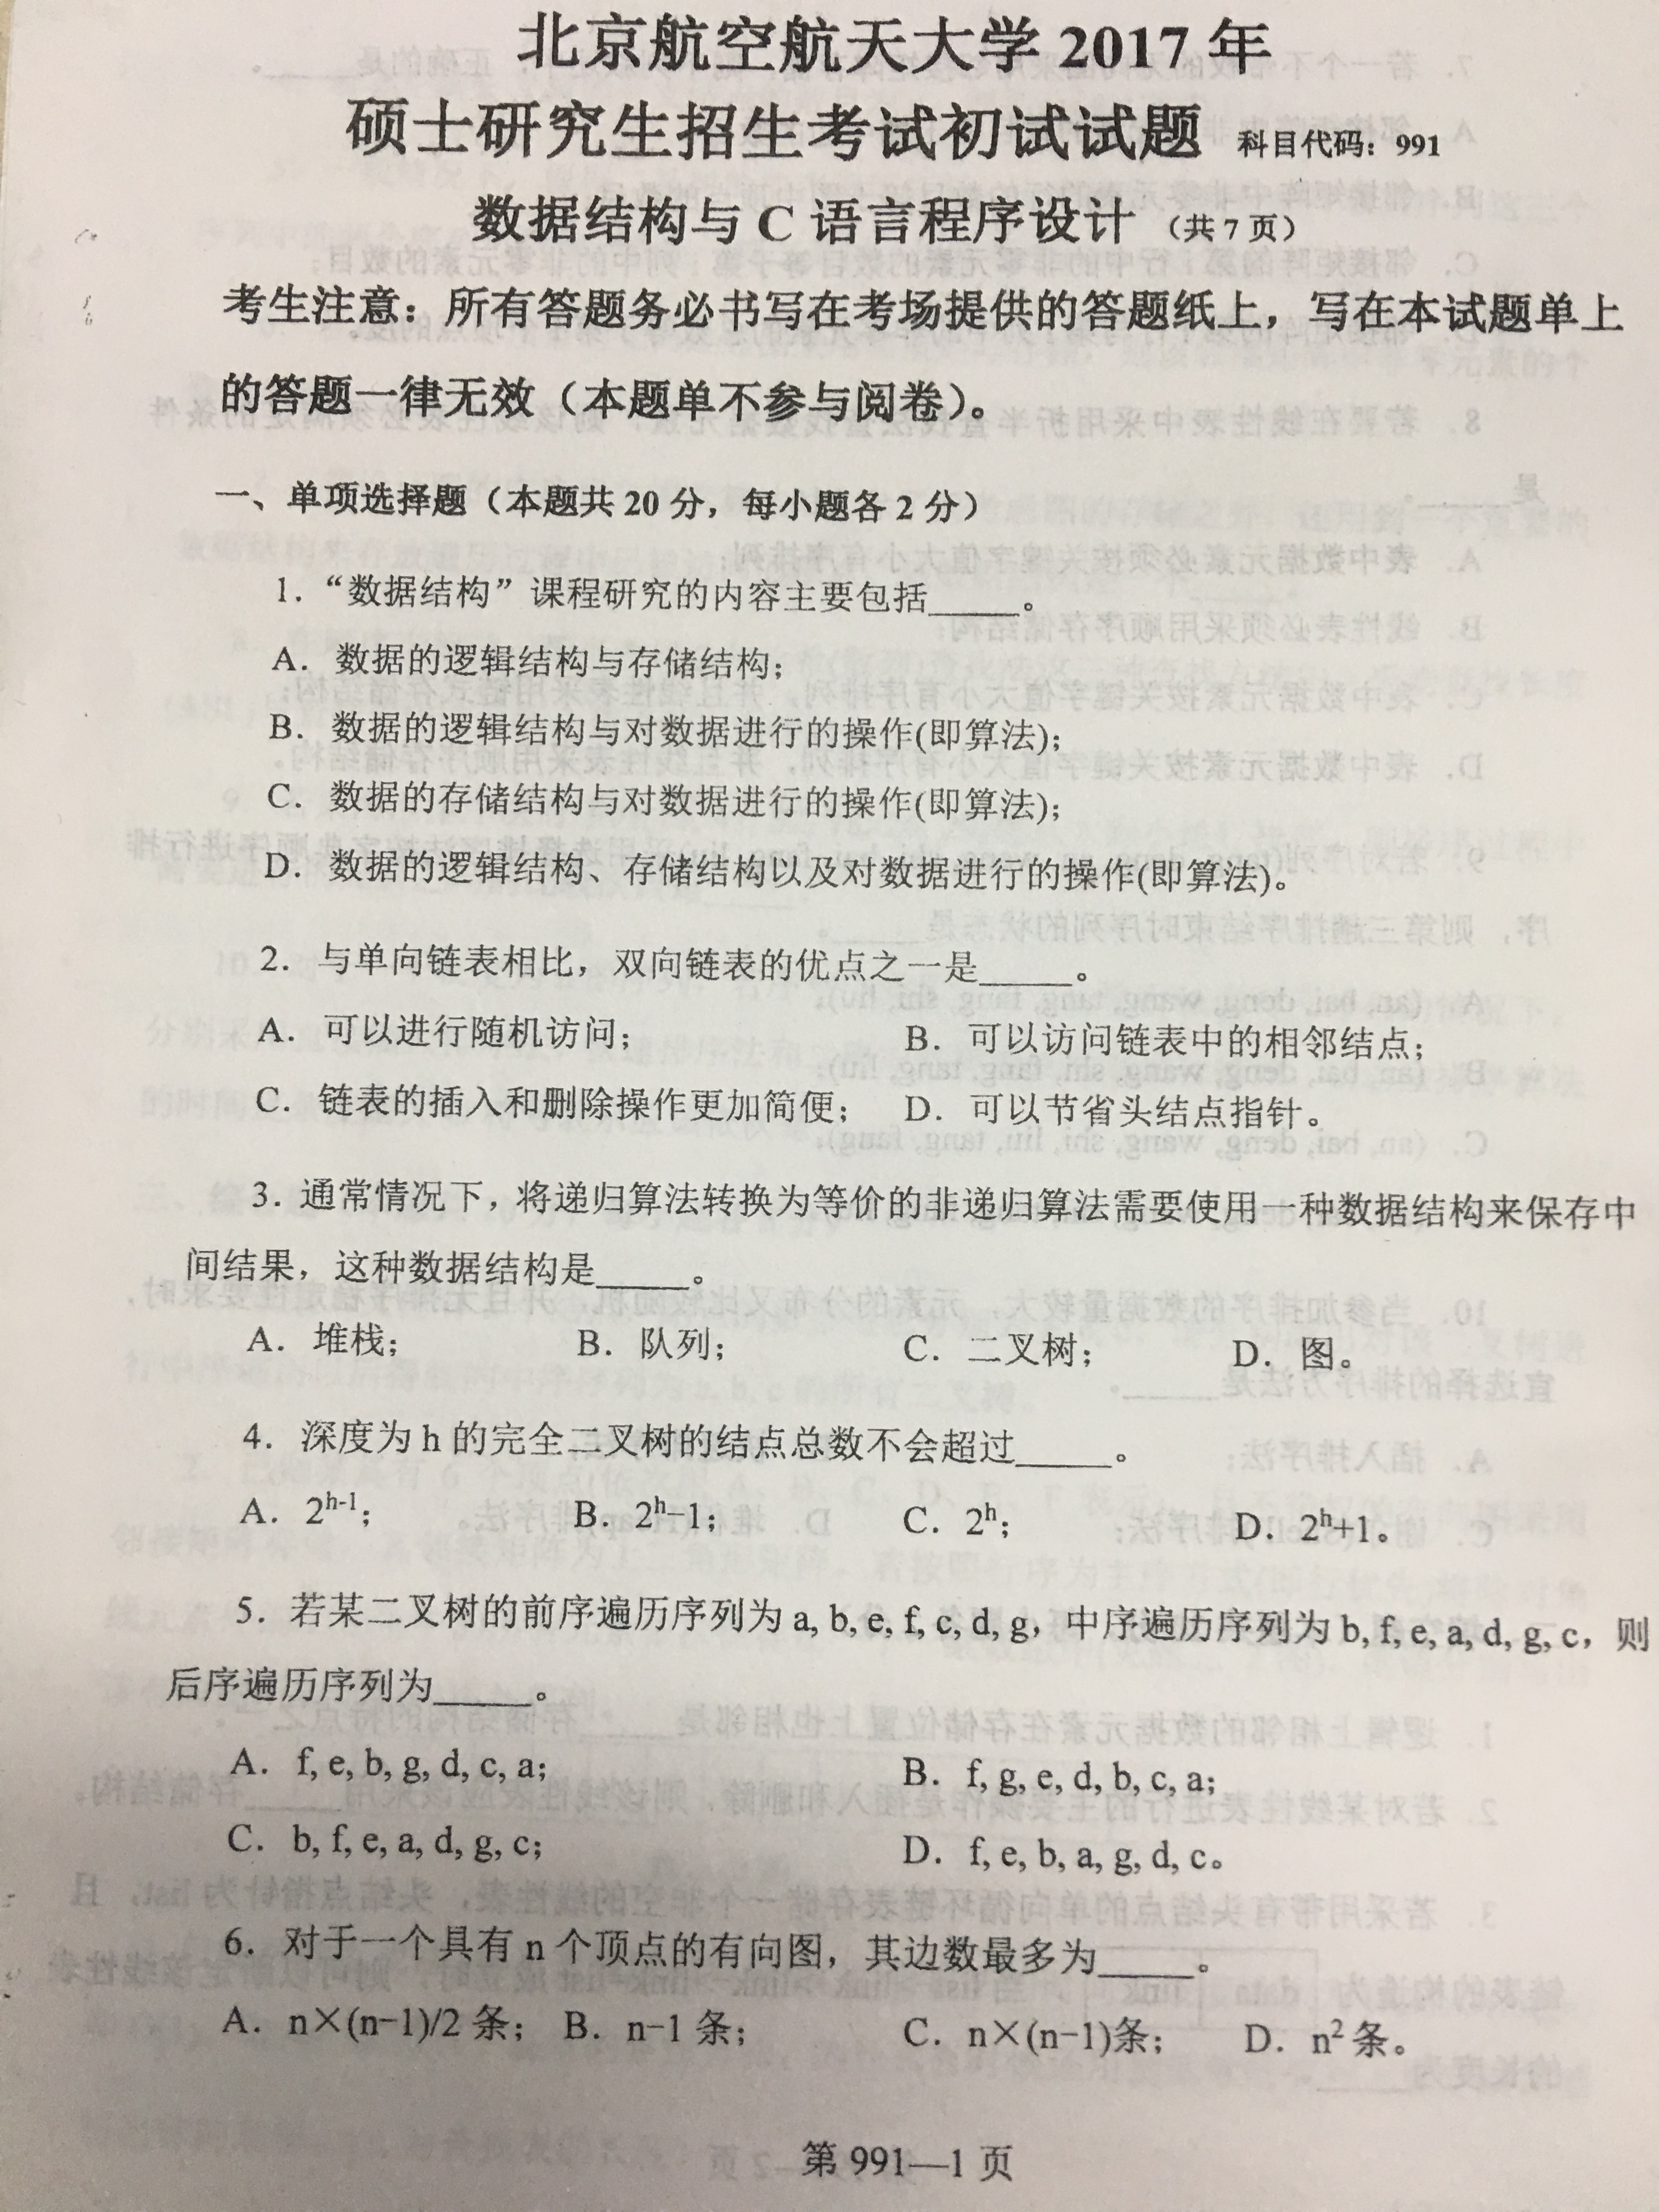 北京航空航天大学 2017 年
硕士研究生招生考试初试试题 科目代码：991
数据结构与 C 语言程序设计 （共 7 页）
考生注意：所有答题务必书写在考场提供的答题纸上，写在本试题单上
的答题一律无效（本题单不参与阅卷）。
一、单项选择题（本题共 20 分，每小题各 2 分）
1. “数据结构”课程研究的内容主要包括_____。
A. 数据的逻辑结构与存储结构；
B. 数据的逻辑结构与对数据进行的操作(即算法)；
C. 数据的存储结构与对数据进行的操作(即算法)；
D. 数据的逻辑结构、存储结构以及对数据进行的操作(即算法)。
2. 与单向链表相比，双向链表的优点之一是_____。
A. 可以进行随机访问； B. 可以访问链表中的相邻结点；
C. 链表的插入和删除操作更加简便； D. 可以节省头结点指针。
3. 通常情况下，将递归算法转换为等价的非递归算法需要使用一种数据结构来保存中
间结果，这种数据结构是_____。
A. 堆栈； B. 队列； C. 二叉树； D. 图。
4. 深度为 h 的完全二叉树的结点总数不会超过_____。
A. 2^{h-1}； B. 2^h−1； C. 2^h； D. 2^h+1。
5. 若某二叉树的前序遍历序列为 a, b, e, f, c, d, g，中序遍历序列为 b, f, e, a, d, g, c，则
后序遍历序列为_____。
A. f, e, b, g, d, c, a； B. f, g, e, d, b, c, a；
C. b, f, e, a, d, g, c； D. f, e, b, a, g, d, c。
6. 对于一个具有 n 个顶点的有向图，其边数最多为_____。
A. n×(n−1)/2 条； B. n−1 条； C. n×(n−1)条； D. n² 条。
第 991—1 页